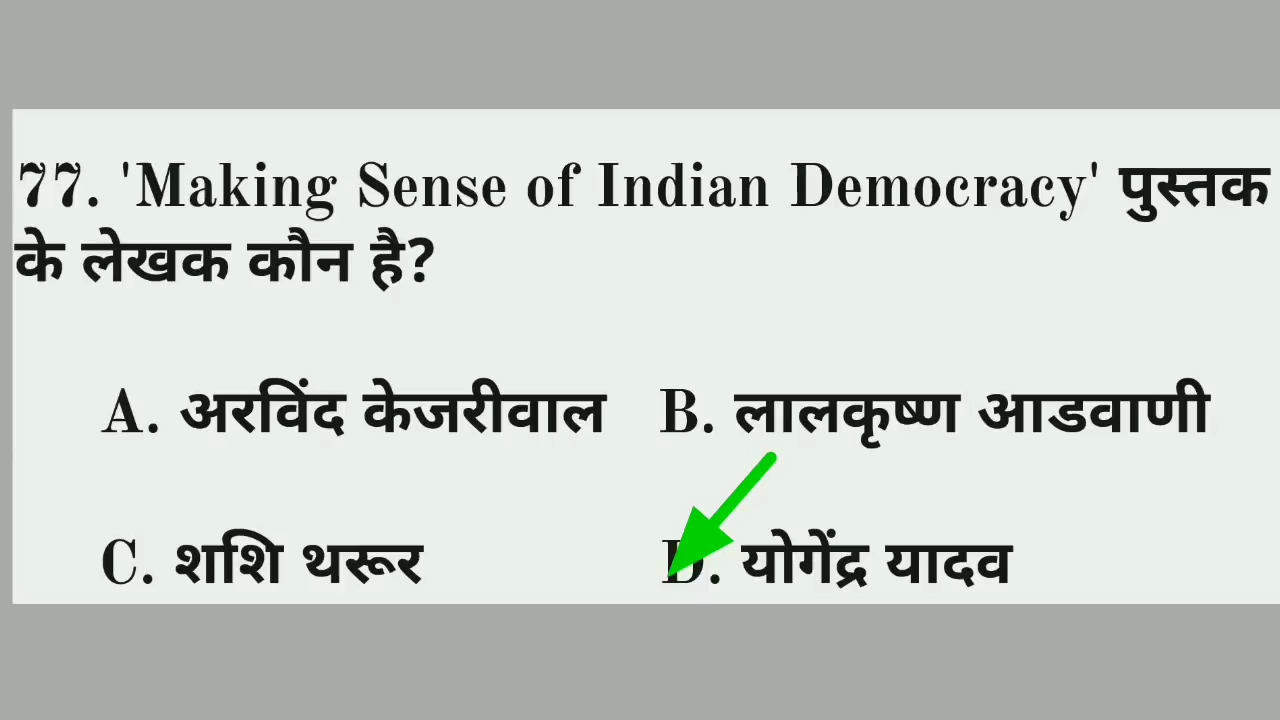 77. 'Making Sense of Indian Democracy' पुस्तक
के लेखक कौन है?
A. अरविंद केजरीवाल B. लालकृष्ण आडवाणी
C. शशि थरूर D. योगेंद्र यादव